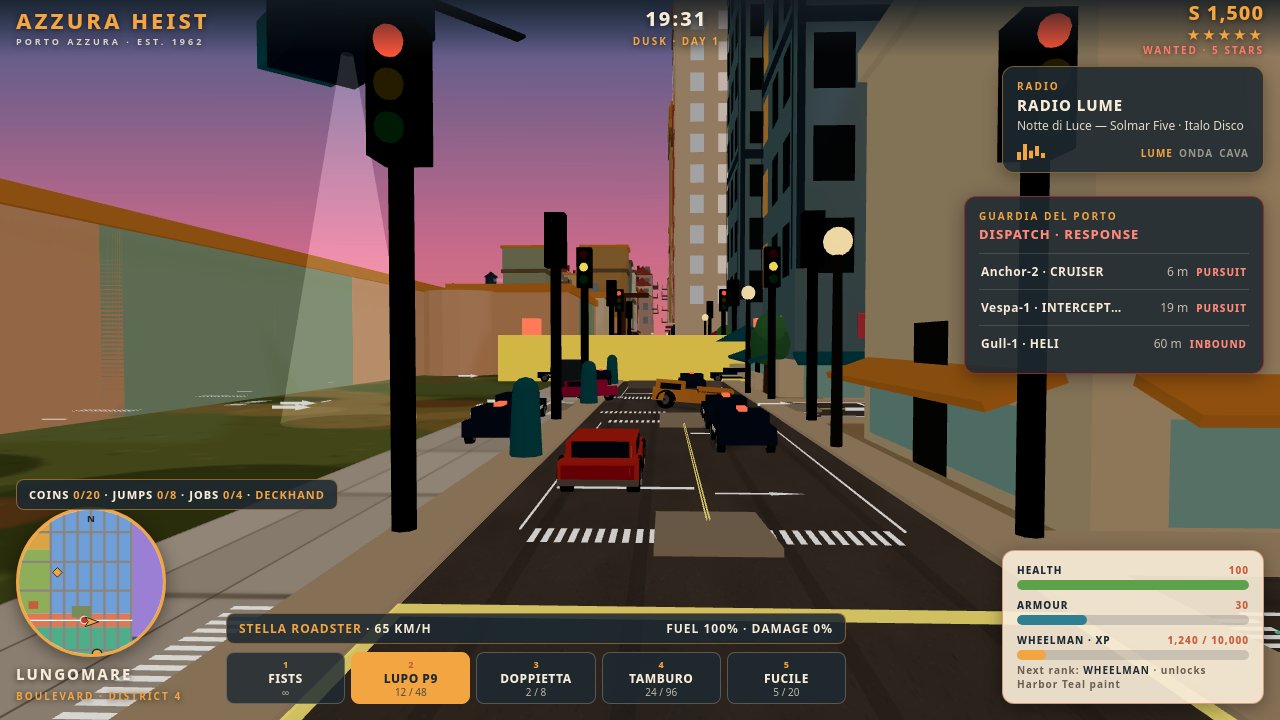 AZZURA HEIST
PORTO AZZURA · EST. 1962
19:31
DUSK · DAY 1
S 1,500
★★★★★
WANTED · 5 STARS
RADIO
RADIO LUME
Notte di Luce — Solmar Five · Italo Disco
LUME ONDA CAVA
GUARDIA DEL PORTO
DISPATCH · RESPONSE
Anchor-2 · CRUISER 6 m PURSUIT
Vespa-1 · INTERCEPT... 19 m PURSUIT
Gull-1 · HELI 60 m INBOUND
COINS 0/20 · JUMPS 0/8 · JOBS 0/4 · DECKHAND
N
LUNGOMARE
BOULEVARD · DISTRICT 4
STELLA ROADSTER · 65 KM/H FUEL 100% · DAMAGE 0%
1
FISTS
∞
2
LUPO P9
12 / 48
3
DOPPIETTA
2 / 8
4
TAMBURO
24 / 96
5
FUCILE
5 / 20
HEALTH 100
ARMOUR 30
WHEELMAN · XP 1,240 / 10,000
Next rank: WHEELMAN · unlocks
Harbor Teal paint